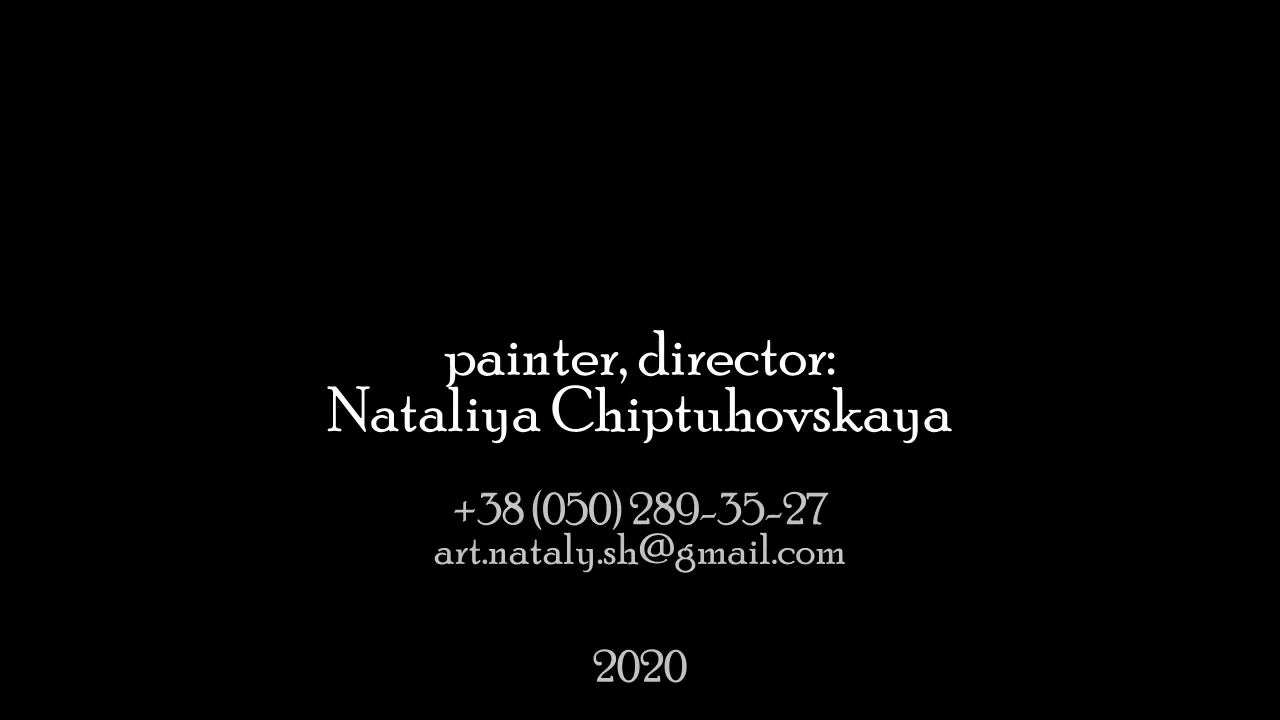 painter, director:
Nataliya Chiptuhovskaya
+38 (050) 289-35-27
art.nataly.sh@gmail.com
2020